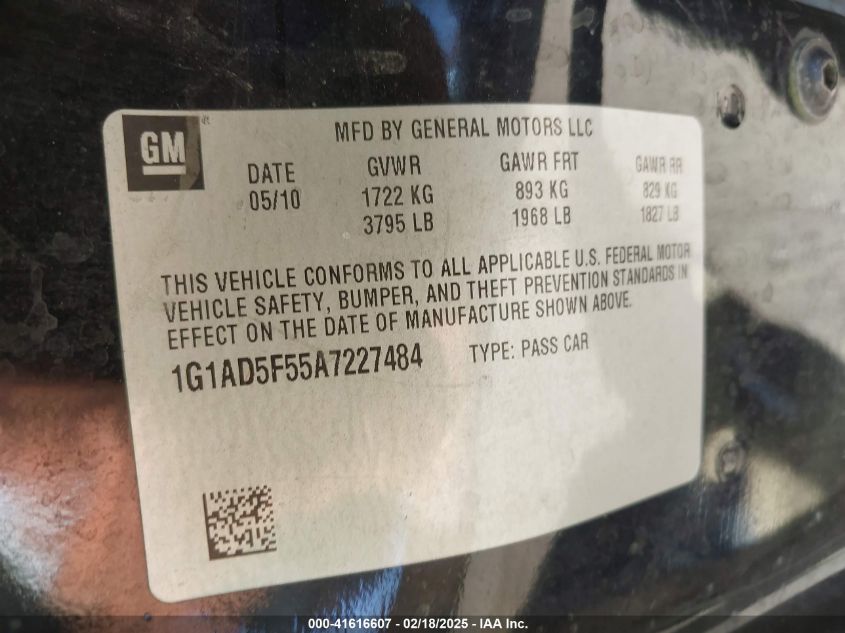 GM
MFD BY GENERAL MOTORS LLC
DATE GVWR GAWR FRT GAWR RR
05/10 1722 KG 893 KG 829 KG
3795 LB 1968 LB 1827 LB
THIS VEHICLE CONFORMS TO ALL APPLICABLE U.S. FEDERAL MOTOR
VEHICLE SAFETY, BUMPER, AND THEFT PREVENTION STANDARDS IN
EFFECT ON THE DATE OF MANUFACTURE SHOWN ABOVE.
1G1AD5F55A7227484 TYPE: PASS CAR
000-41616607 - 02/18/2025 - IAA Inc.